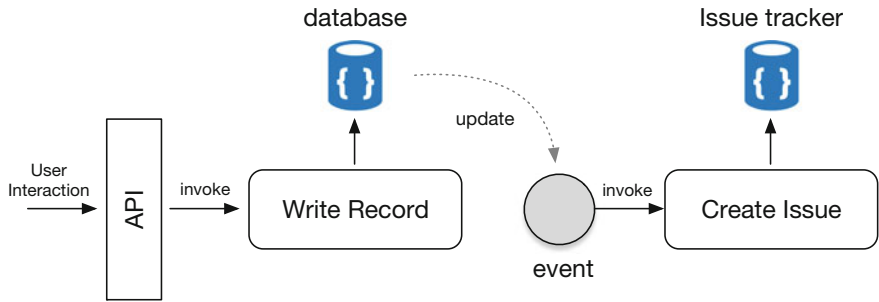 database
Issue tracker
{ }
{ }
update
User
Interaction
API
invoke
Write Record
invoke
Create Issue
event